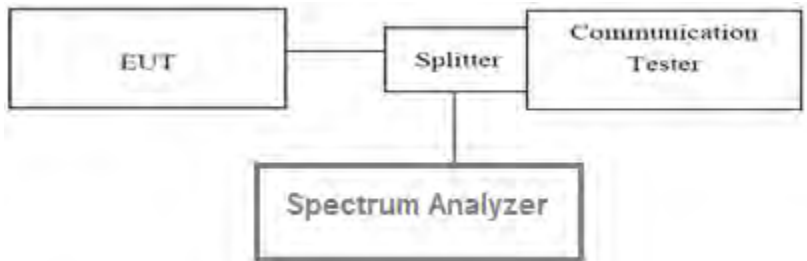 EUT
Splitter
Communication
Tester
Spectrum Analyzer